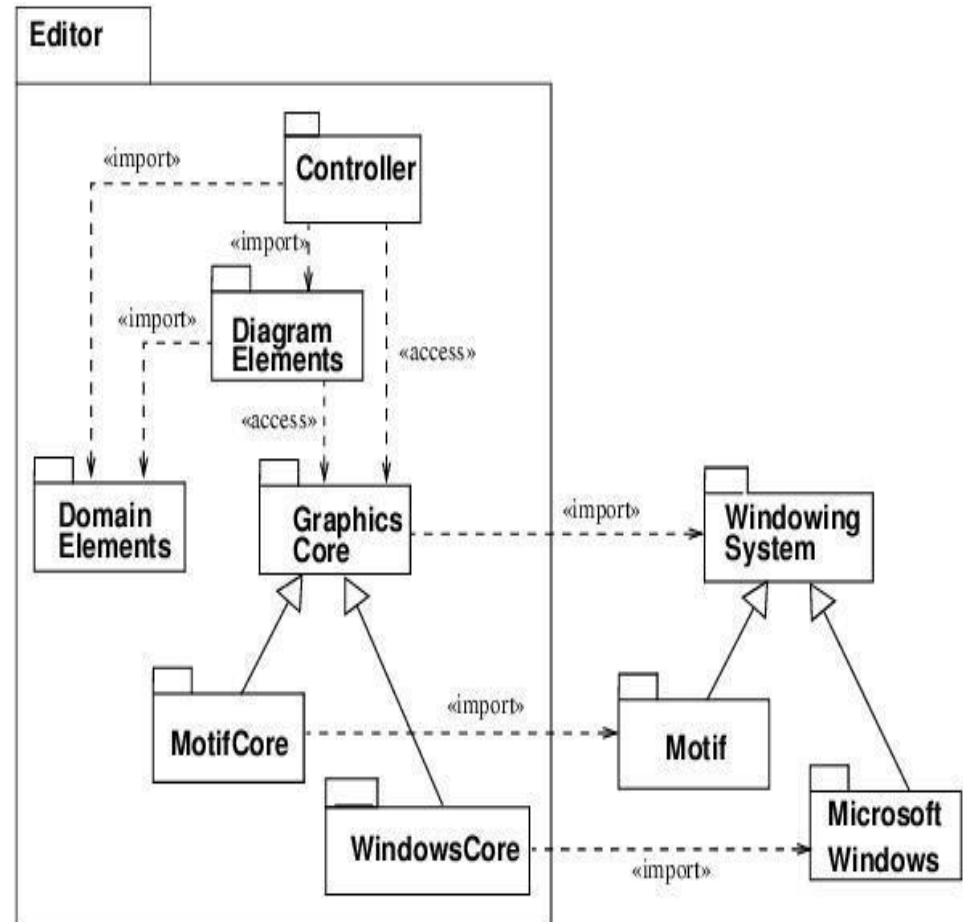 Editor
«import»
Controller
«import»
«import»
Diagram
Elements
«access»
«access»
Domain
Elements
Graphics
Core
«import»
Windowing
System
MotifCore
«import»
Motif
WindowsCore
«import»
Microsoft
Windows